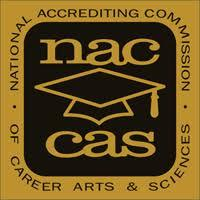 · NATIONAL ACCREDITING COMMISSION
nac
cas
· OF CAREER ARTS & SCIENCES ·